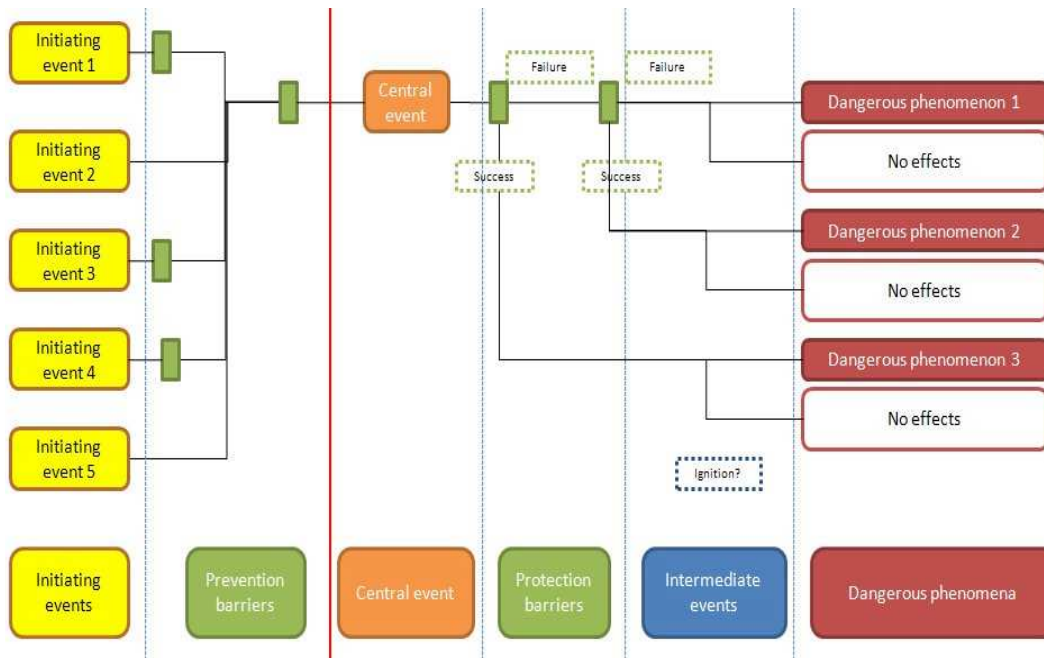 Initiating
event 1
Failure
Failure
Central
event
Dangerous phenomenon 1
Initiating
event 2
Success
Success
No effects
Initiating
event 3
Dangerous phenomenon 2
No effects
Initiating
event 4
Dangerous phenomenon 3
No effects
Initiating
event 5
Ignition?
Initiating
events
Prevention
barriers
Central event
Protection
barriers
Intermediate
events
Dangerous phenomena